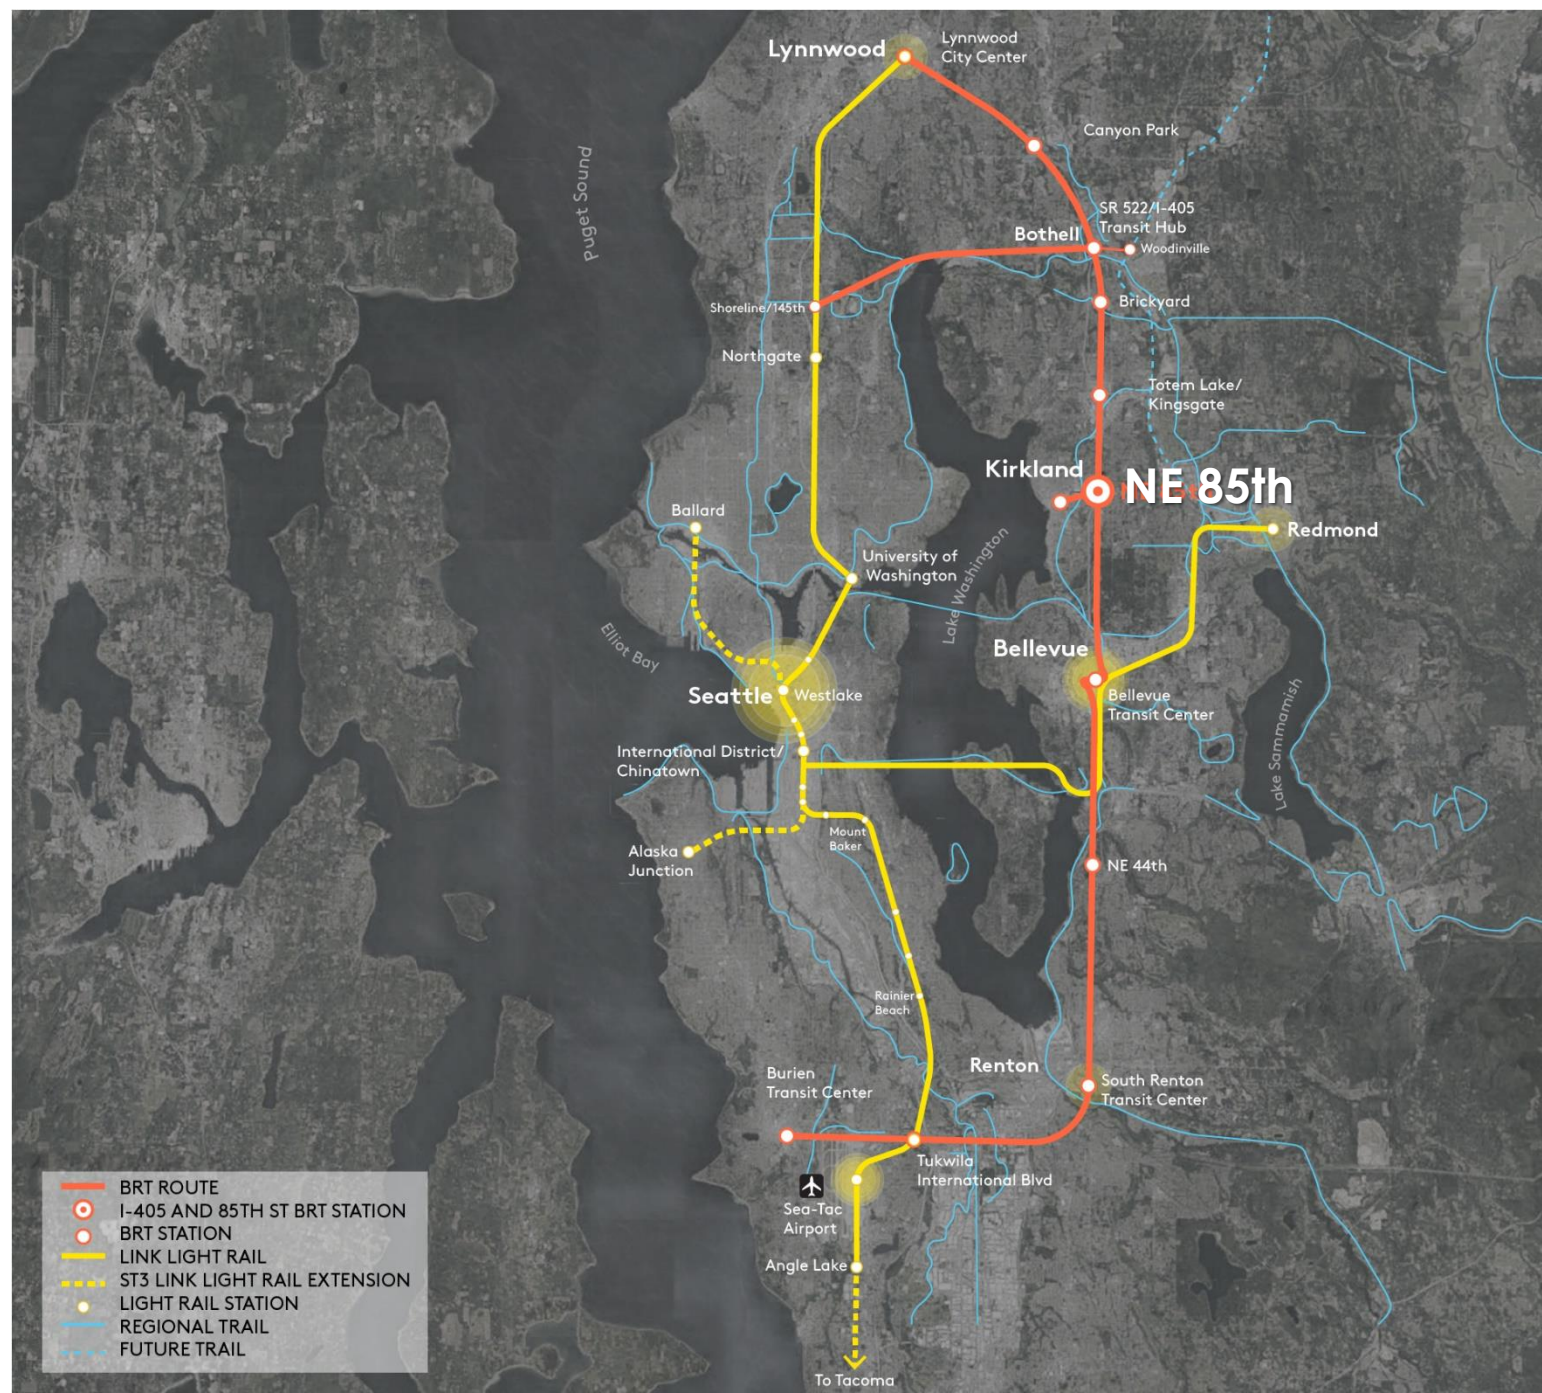 Lynnwood
Lynnwood
City Center
Canyon Park
Puget Sound
SR 522/I-405
Transit Hub
Bothell
Woodinville
Brickyard
Shoreline/145th
Northgate
Totem Lake/
Kingsgate
Kirkland
NE 85th
Ballard
Redmond
University of
Washington
Lake Washington
Elliot Bay
Bellevue
Seattle
Westlake
Bellevue
Transit Center
Lake Sammamish
International District/
Chinatown
Mount
Baker
Alaska
Junction
NE 44th
Rainier
Beach
Renton
Burien
Transit Center
South Renton
Transit Center
Tukwila
International Blvd
Sea-Tac
Airport
Angle Lake
To Tacoma
BRT ROUTE
I-405 AND 85TH ST BRT STATION
BRT STATION
LINK LIGHT RAIL
ST3 LINK LIGHT RAIL EXTENSION
LIGHT RAIL STATION
REGIONAL TRAIL
FUTURE TRAIL